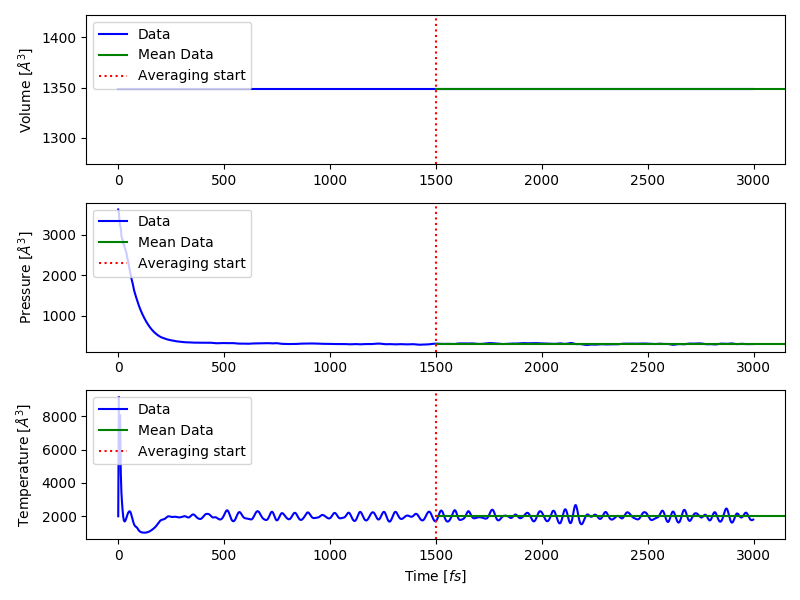 Volume [Å³]
1400
1350
1300
Data
Mean Data
Averaging start
0 500 1000 1500 2000 2500 3000
Pressure [Å³]
3000
2000
1000
Data
Mean Data
Averaging start
0 500 1000 1500 2000 2500 3000
Temperature [Å³]
8000
6000
4000
2000
Data
Mean Data
Averaging start
0 500 1000 1500 2000 2500 3000
Time [fs]